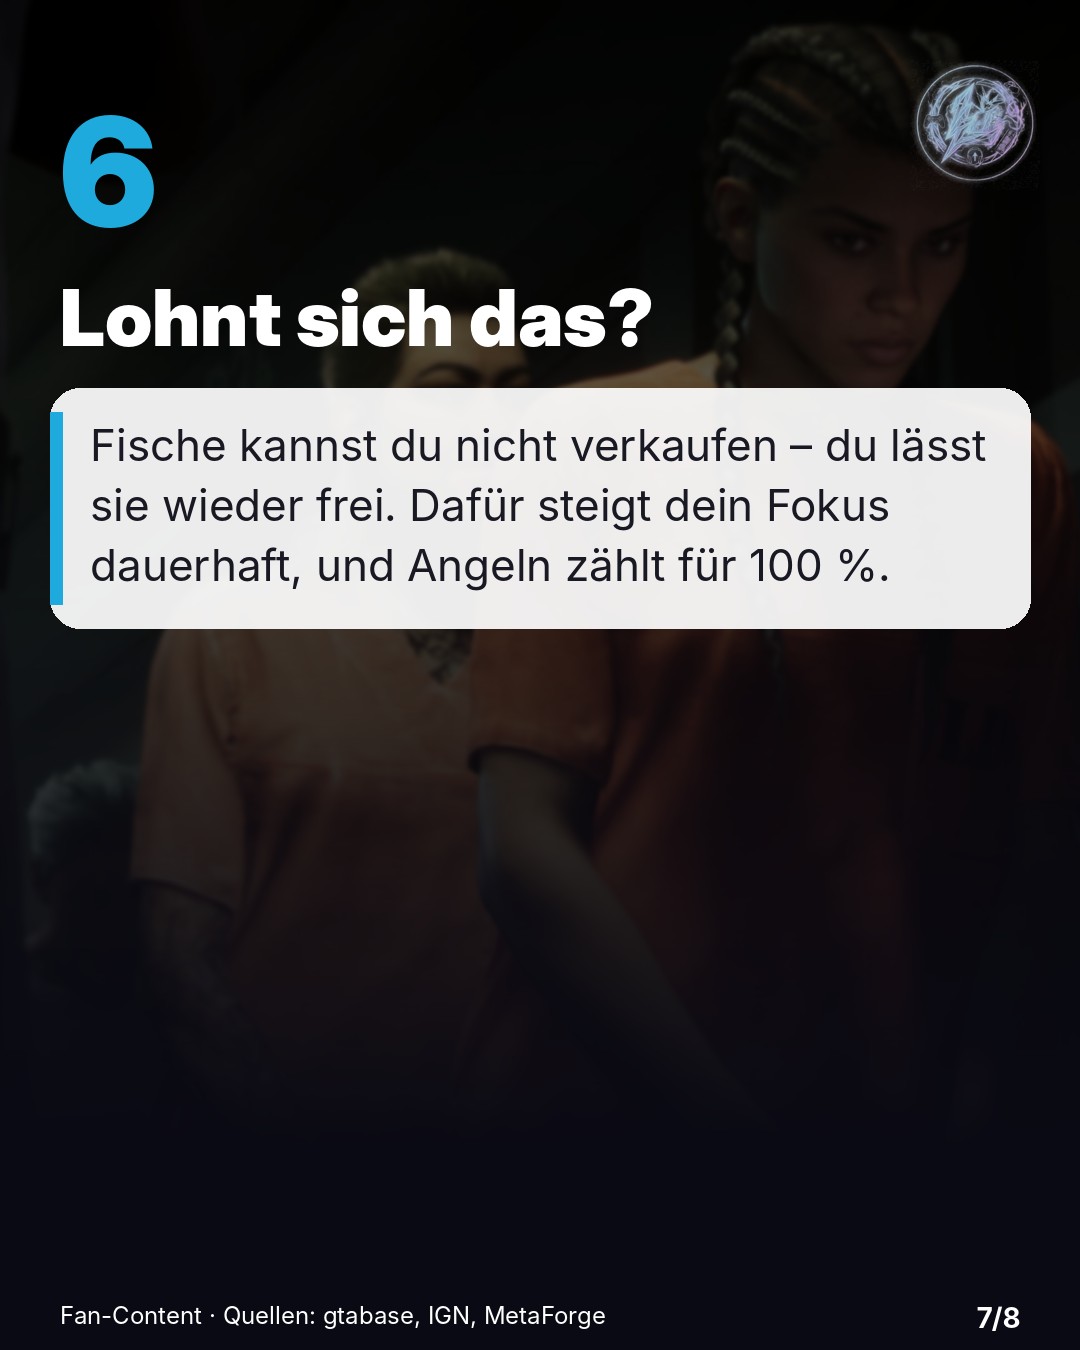 6
Lohnt sich das?
Fische kannst du nicht verkaufen – du lässt
sie wieder frei. Dafür steigt dein Fokus
dauerhaft, und Angeln zählt für 100 %.
Fan-Content · Quellen: gtabase, IGN, MetaForge
7/8